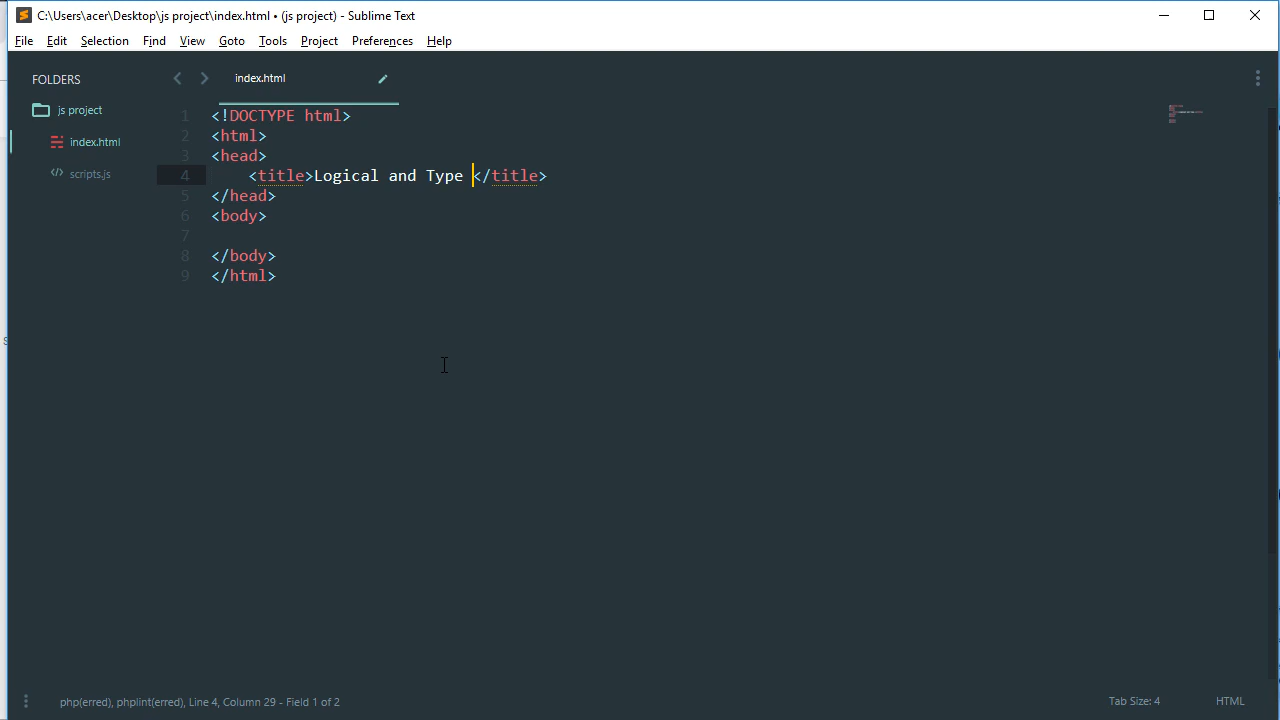 C:\Users\acer\Desktop\js project\index.html • (js project) - Sublime Text
File Edit Selection Find View Goto Tools Project Preferences Help
FOLDERS
js project
index.html
scripts.js
index.html
1 <!DOCTYPE html>
2 <html>
3 <head>
4 <title>Logical and Type </title>
5 </head>
6 <body>
7
8 </body>
9 </html>
php(erred), phplint(erred), Line 4, Column 29 - Field 1 of 2
Tab Size: 4
HTML